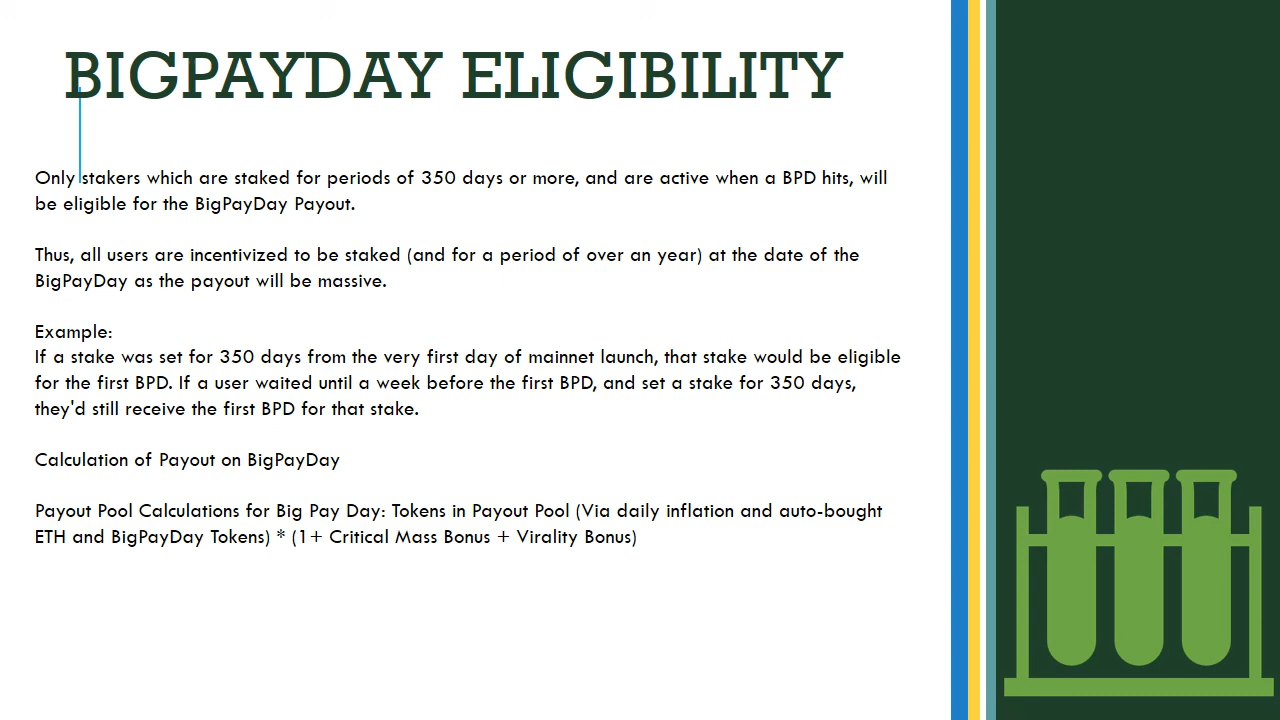 BIGPAYDAY ELIGIBILITY
Only stakers which are staked for periods of 350 days or more, and are active when a BPD hits, will
be eligible for the BigPayDay Payout.
Thus, all users are incentivized to be staked (and for a period of over an year) at the date of the
BigPayDay as the payout will be massive.
Example:
If a stake was set for 350 days from the very first day of mainnet launch, that stake would be eligible
for the first BPD. If a user waited until a week before the first BPD, and set a stake for 350 days,
they'd still receive the first BPD for that stake.
Calculation of Payout on BigPayDay
Payout Pool Calculations for Big Pay Day: Tokens in Payout Pool (Via daily inflation and auto-bought
ETH and BigPayDay Tokens) * (1+ Critical Mass Bonus + Virality Bonus)